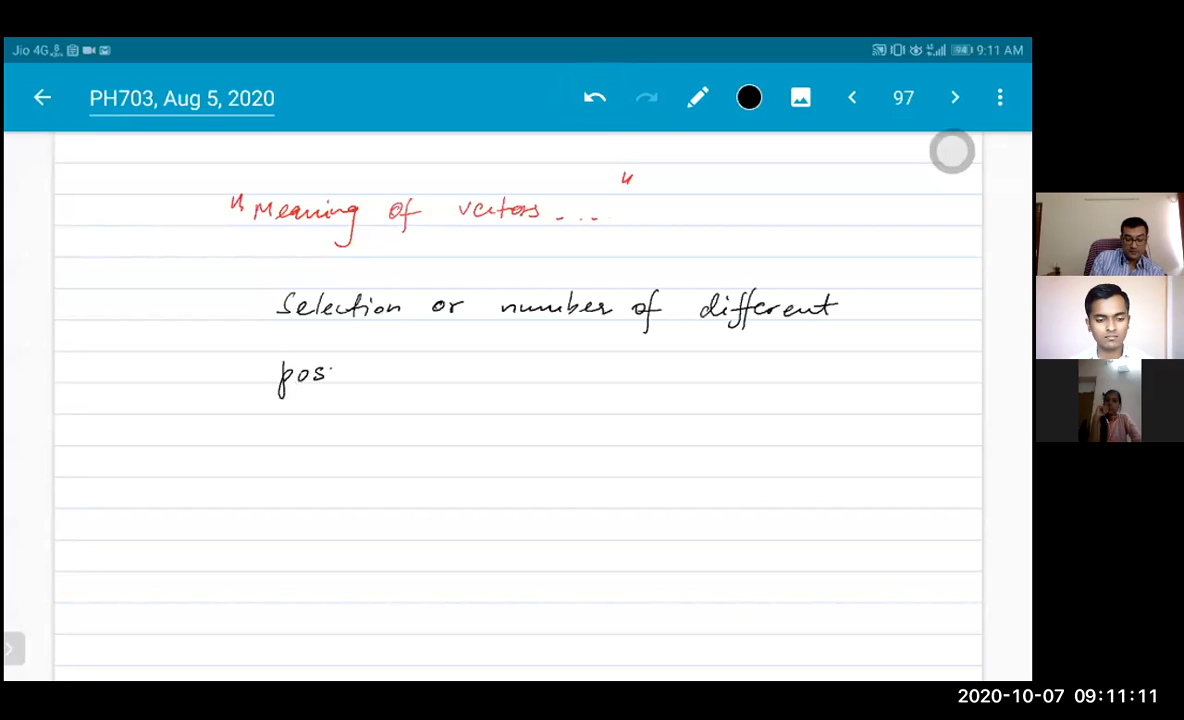 Jio 4G 9:11 AM
PH703, Aug 5, 2020 97
"Meaning of vectors ... "
Selection or number of different
pos
2020-10-07 09:11:11